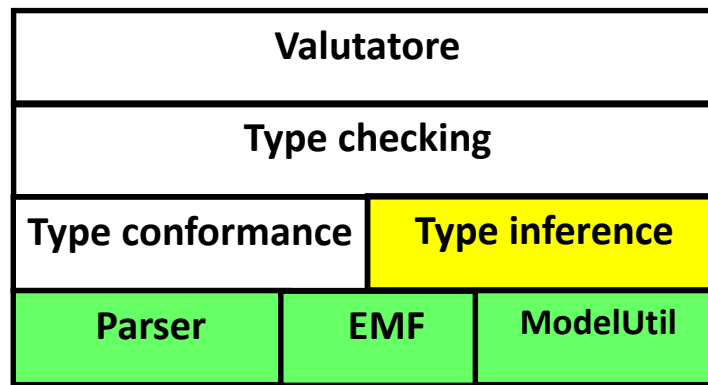 Valutatore
Type checking
Type conformance Type inference
Parser EMF ModelUtil